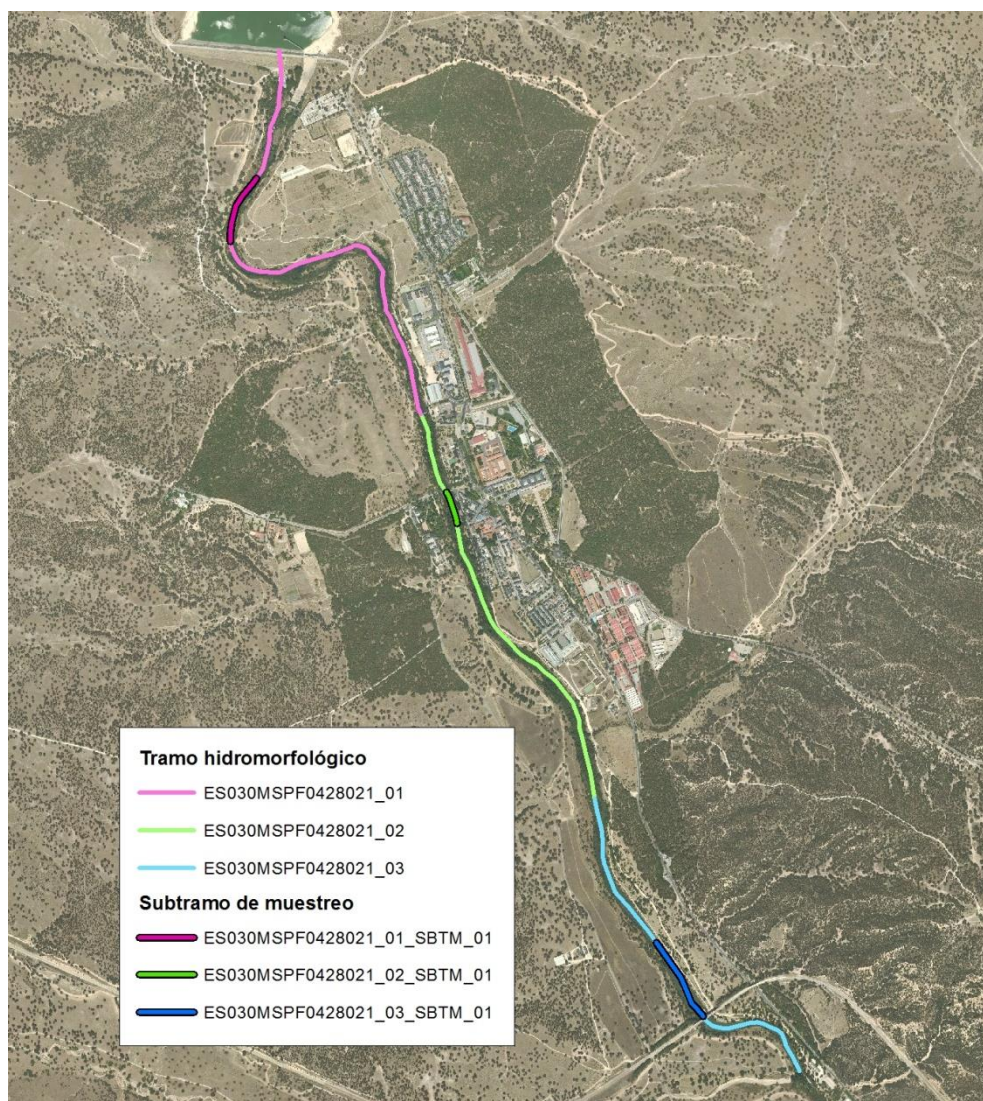 Tramo hidromorfológico
ES030MSPF0428021_01
ES030MSPF0428021_02
ES030MSPF0428021_03
Subtramo de muestreo
ES030MSPF0428021_01_SBTM_01
ES030MSPF0428021_02_SBTM_01
ES030MSPF0428021_03_SBTM_01